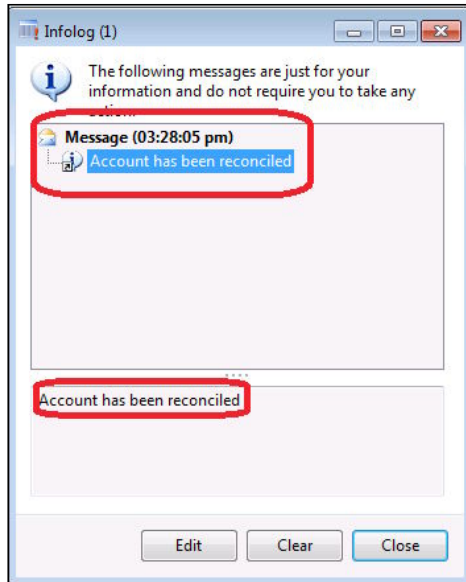 Infolog (1)
The following messages are just for your
information and do not require you to take any
action.
Message (03:28:05 pm)
Account has been reconciled
Account has been reconciled
Edit Clear Close